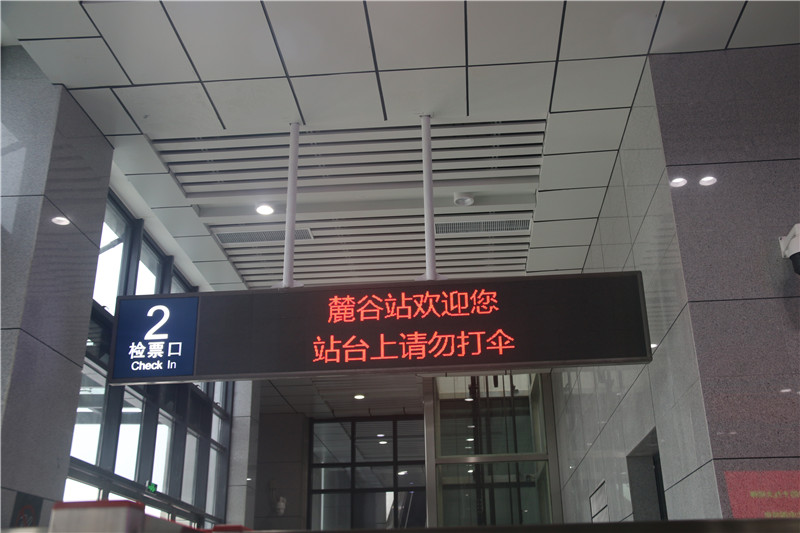 2
检票口
Check In
麓谷站欢迎您
站台上请勿打伞